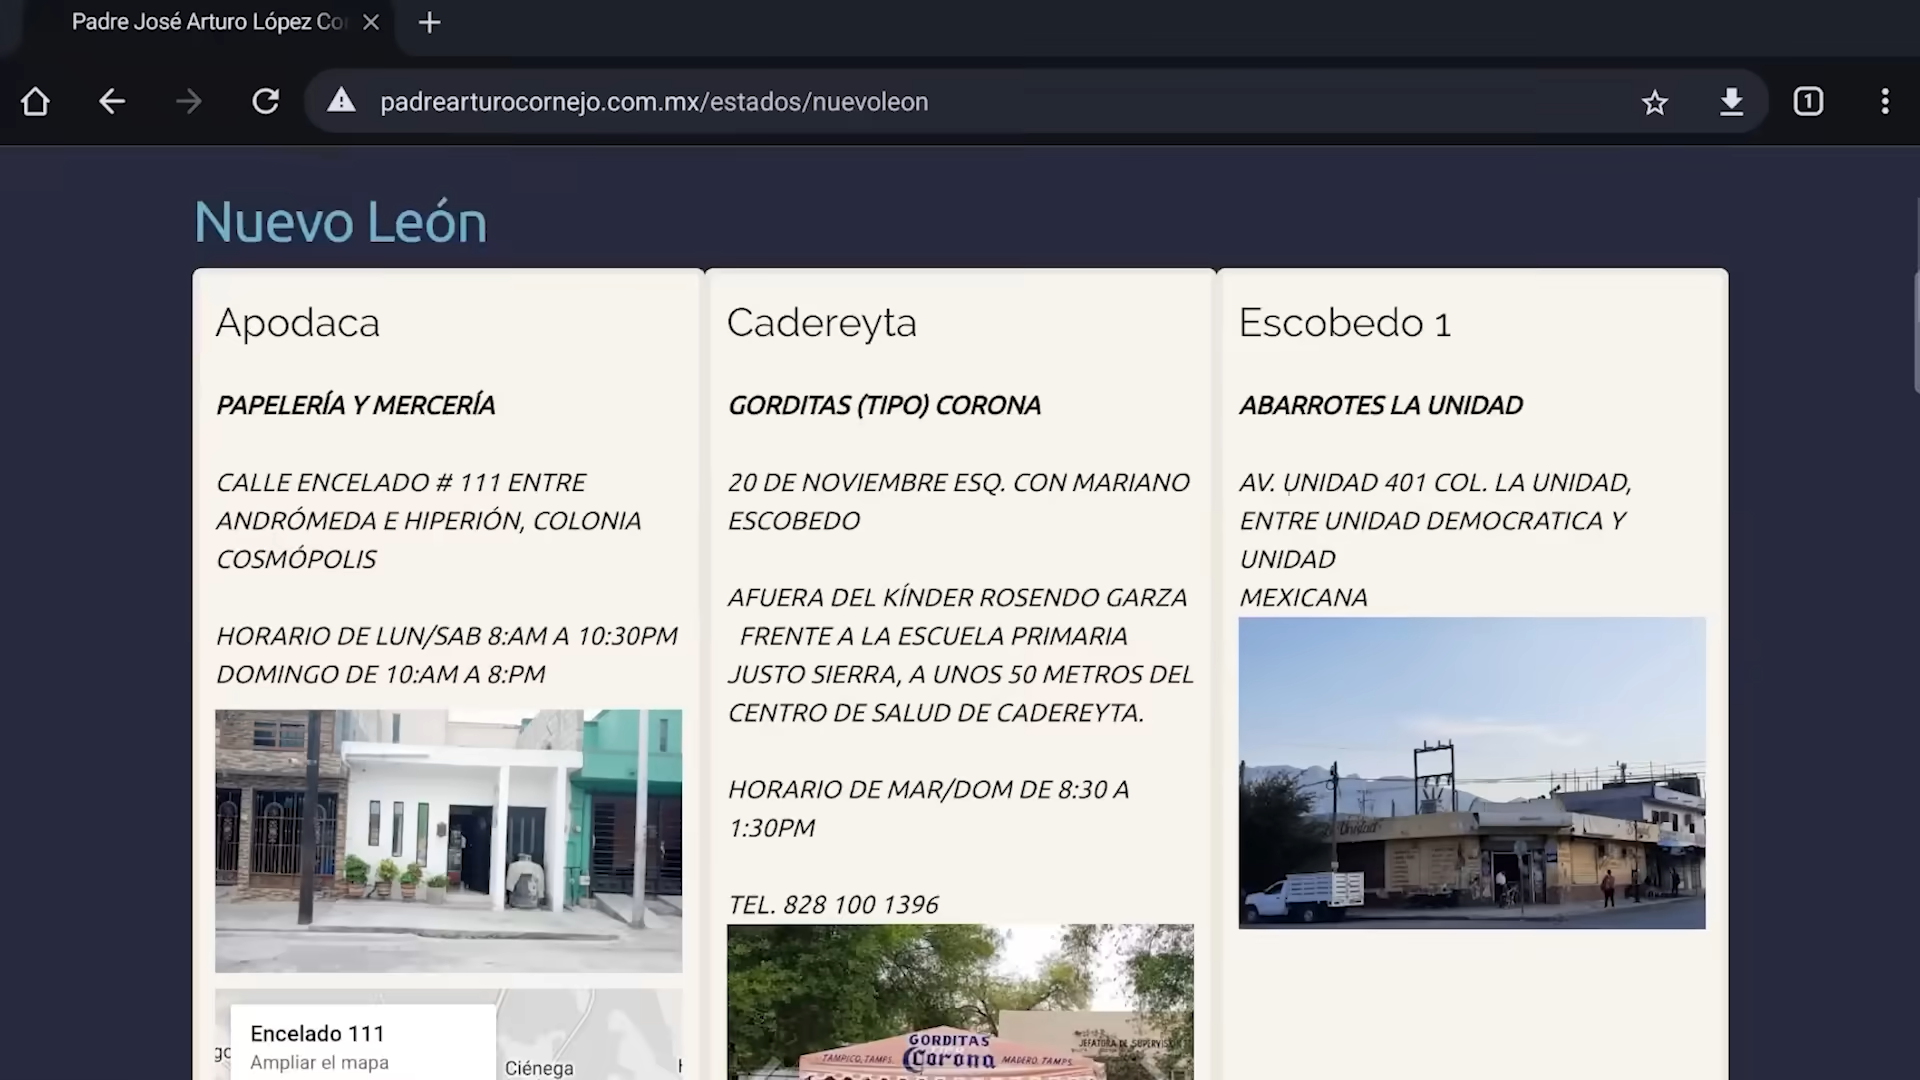 Padre José Arturo López Co
padrearturocornejo.com.mx/estados/nuevoleon
1
Nuevo León
Apodaca
PAPELERÍA Y MERCERÍA
CALLE ENCELADO # 111 ENTRE
ANDRÓMEDA E HIPERIÓN, COLONIA
COSMÓPOLIS
HORARIO DE LUN/SAB 8:AM A 10:30PM
DOMINGO DE 10:AM A 8:PM
Encelado 111
Ampliar el mapa
Ciénega
Cadereyta
GORDITAS (TIPO) CORONA
20 DE NOVIEMBRE ESQ. CON MARIANO
ESCOBEDO
AFUERA DEL KÍNDER ROSENDO GARZA
FRENTE A LA ESCUELA PRIMARIA
JUSTO SIERRA, A UNOS 50 METROS DEL
CENTRO DE SALUD DE CADEREYTA.
HORARIO DE MAR/DOM DE 8:30 A
1:30PM
TEL. 828 100 1396
JEFATURA DE SUPERVIS
GORDITAS
TAMPICO, TAMPS. Corona MADERO, TAMPS.
Escobedo 1
ABARROTES LA UNIDAD
AV. UNIDAD 401 COL. LA UNIDAD,
ENTRE UNIDAD DEMOCRATICA Y
UNIDAD
MEXICANA